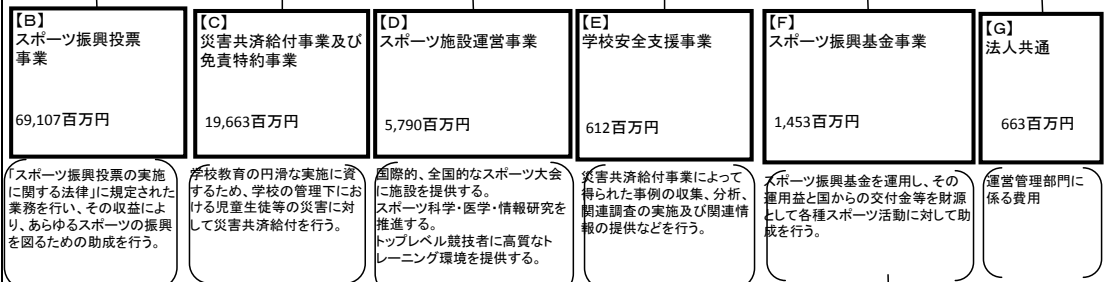 【B】
スポーツ振興投票
事業
69,107百万円
【C】
災害共済給付事業及び
免責特約事業
19,663百万円
【D】
スポーツ施設運営事業
5,790百万円
【E】
学校安全支援事業
612百万円
【F】
スポーツ振興基金事業
1,453百万円
【G】
法人共通
663百万円
「スポーツ振興投票の実施
に関する法律」に規定された
業務を行い、その収益によ
り、あらゆるスポーツの振興
を図るための助成を行う。
学校教育の円滑な実施に資
するため、学校の管理下にお
ける児童生徒等の災害に対
して災害共済給付を行う。
国際的、全国的なスポーツ大会
に施設を提供する。
スポーツ科学・医学・情報研究を
推進する。
トップレベル競技者に高質なト
レーニング環境を提供する。
災害共済給付事業によって
得られた事例の収集、分析、
関連調査の実施及び関連情
報の提供などを行う。
スポーツ振興基金を運用し、その
運用益と国からの交付金等を財源
として各種スポーツ活動に対して助
成を行う。
運営管理部門に
係る費用